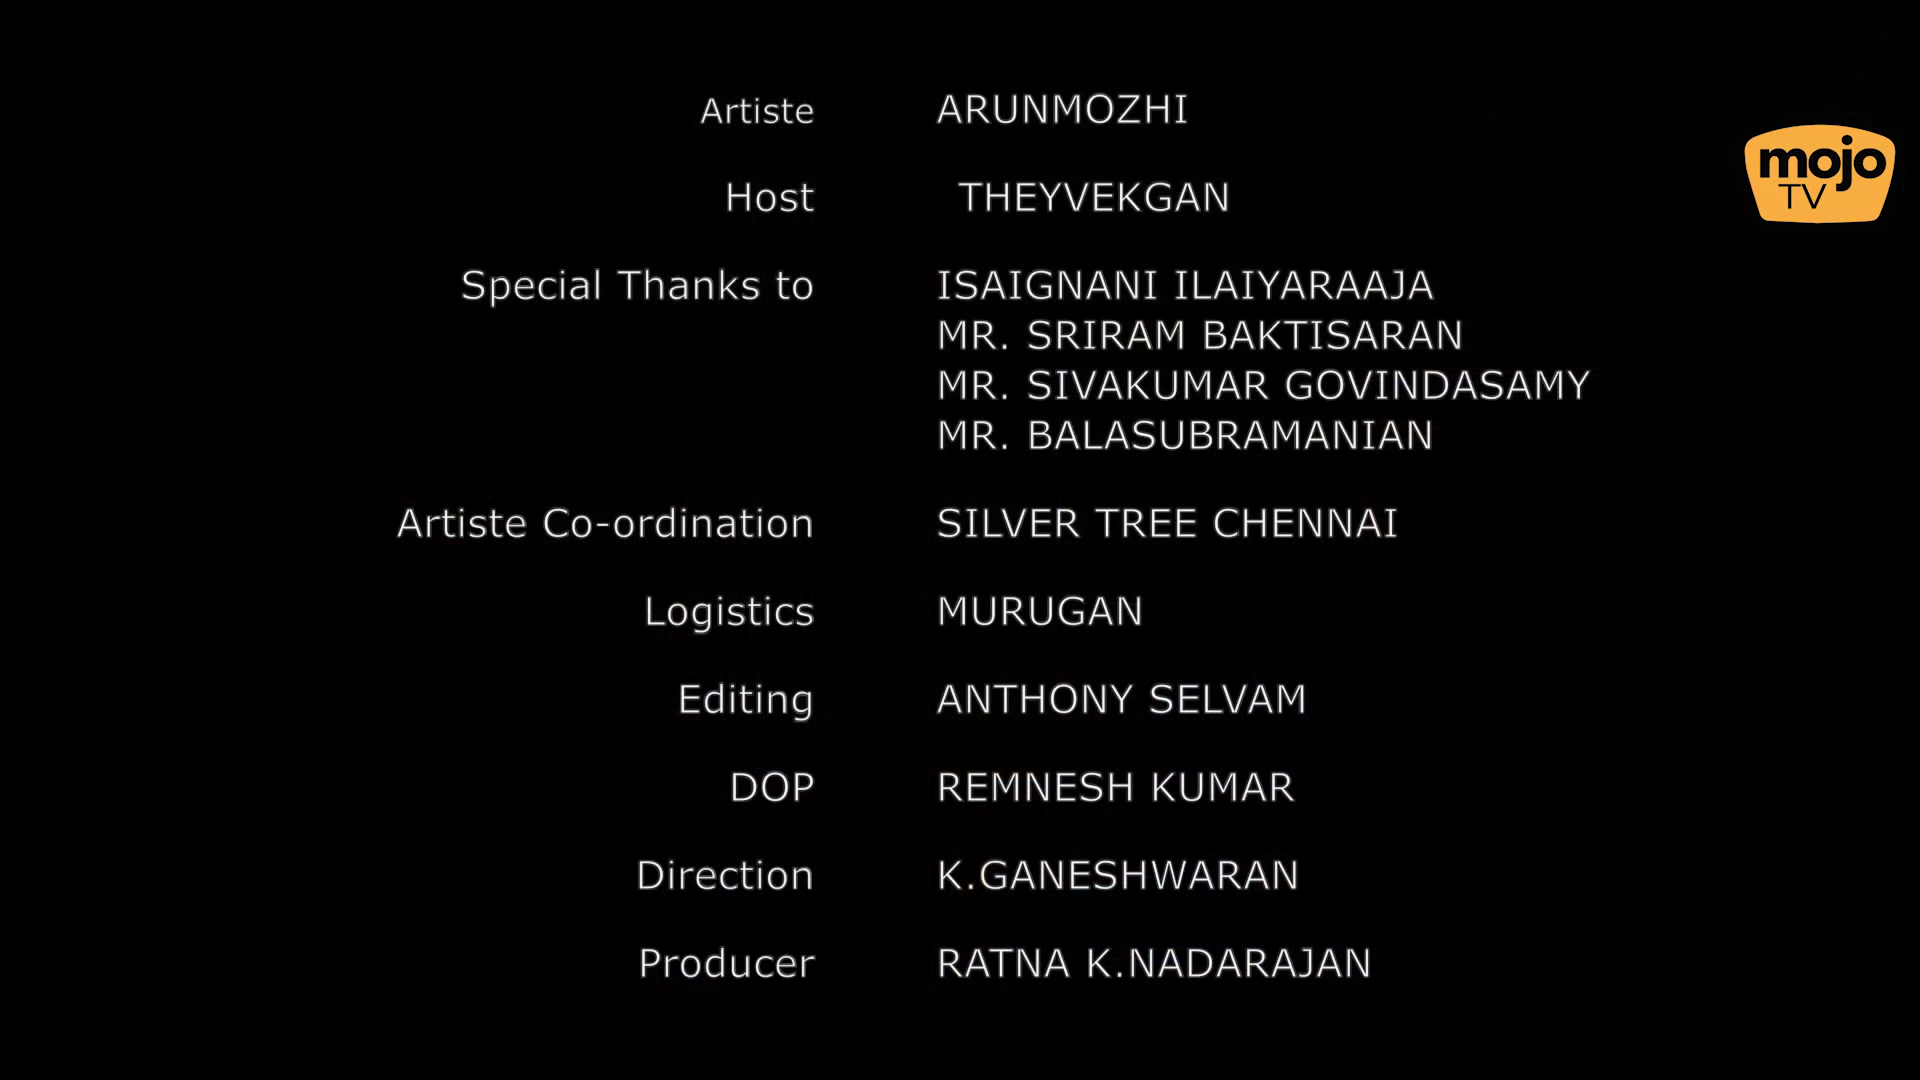 Artiste ARUNMOZHI
mojo
TV
Host THEYVEKGAN
Special Thanks to ISAIGNANI ILAIYARAAJA
MR. SRIRAM BAKTISARAN
MR. SIVAKUMAR GOVINDASAMY
MR. BALASUBRAMANIAN
Artiste Co-ordination SILVER TREE CHENNAI
Logistics MURUGAN
Editing ANTHONY SELVAM
DOP REMNESH KUMAR
Direction K.GANESHWARAN
Producer RATNA K.NADARAJAN